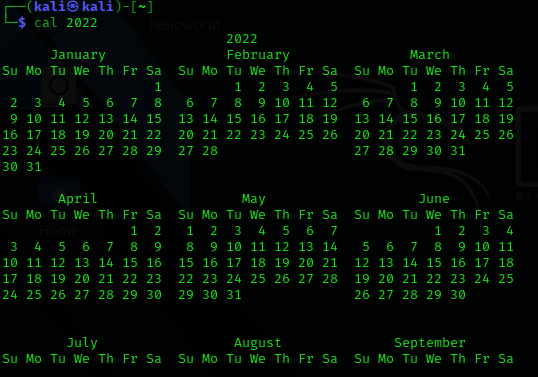 (kali㉿kali)-[~]
helloworld
$ cal 2022
2022
January February March
Su Mo Tu We Th Fr Sa Su Mo Tu We Th Fr Sa Su Mo Tu We Th Fr Sa
1 1 2 3 4 5 1 2 3 4 5
2 3 4 5 6 7 8 6 7 8 9 10 11 12 6 7 8 9 10 11 12
9 10 11 12 13 14 15 13 14 15 16 17 18 19 13 14 15 16 17 18 19
16 17 18 19 20 21 22 20 21 22 23 24 25 26 20 21 22 23 24 25 26
23 24 25 26 27 28 29 27 28 27 28 29 30 31
30 31
BY
April May June
Su Mo Tu We Th Fr Sa Su Mo Tu We Th Fr Sa Su Mo Tu We Th Fr Sa
1 2 1 2 3 4 5 6 7 1 2 3 4
Home
3 4 5 6 7 8 9 8 9 10 11 12 13 14 5 6 7 8 9 10 11
10 11 12 13 14 15 16 15 16 17 18 19 20 21 12 13 14 15 16 17 18
17 18 19 20 21 22 23 22 23 24 25 26 27 28 19 20 21 22 23 24 25
24 25 26 27 28 29 30 29 30 31 26 27 28 29 30
July August September
Su Mo Tu We Th Fr Sa Su Mo Tu We Th Fr Sa Su Mo Tu We Th Fr Sa